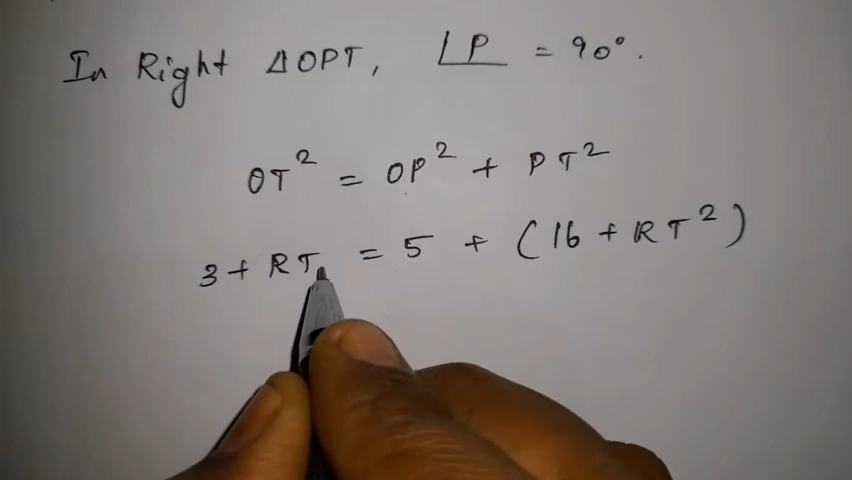 In Right ΔOPT, ∠P = 90°.
OT² = OP² + PT²
3 + RT = 5 + (16 + RT²)